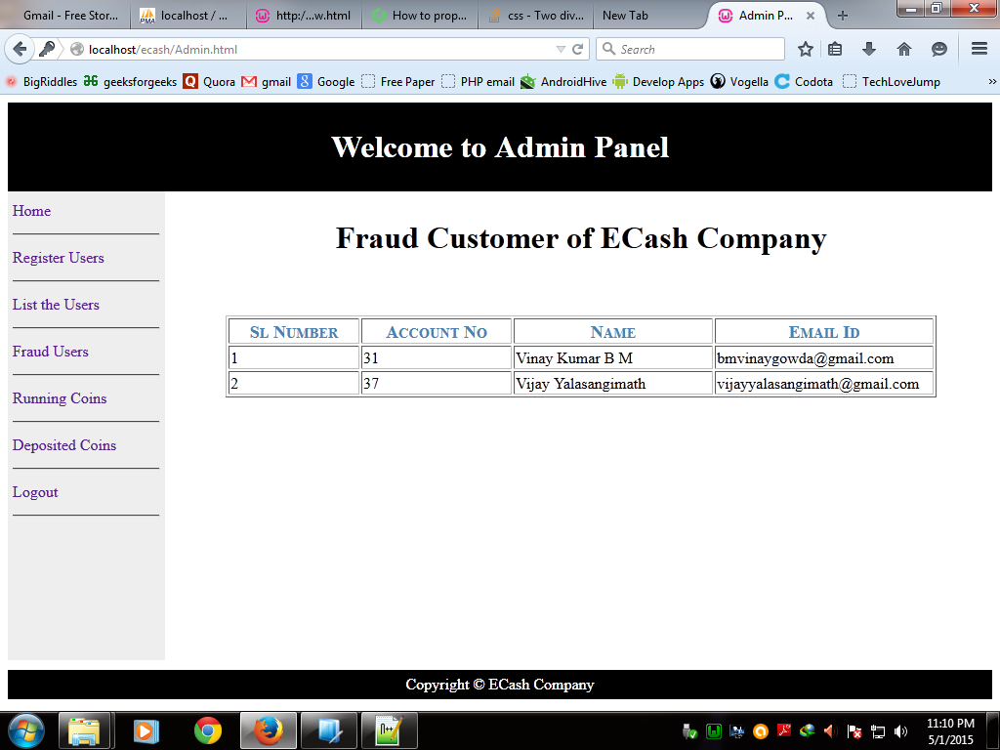 Gmail - Free Stor... localhost / ... http:/...w.html How to prop... css - Two div... New Tab Admin P...
localhost/ecash/Admin.html Search
BigRiddles geeksforgeeks Quora gmail Google Free Paper PHP email AndroidHive Develop Apps Vogella Codota TechLoveJump
Welcome to Admin Panel
Home
Register Users
List the Users
Fraud Users
Running Coins
Deposited Coins
Logout
Fraud Customer of ECash Company
SL NUMBER ACCOUNT NO NAME EMAIL ID
1 31 Vinay Kumar B M bmvinaygowda@gmail.com
2 37 Vijay Yalasangimath vijayyalasangimath@gmail.com
Copyright © ECash Company
11:10 PM
5/1/2015